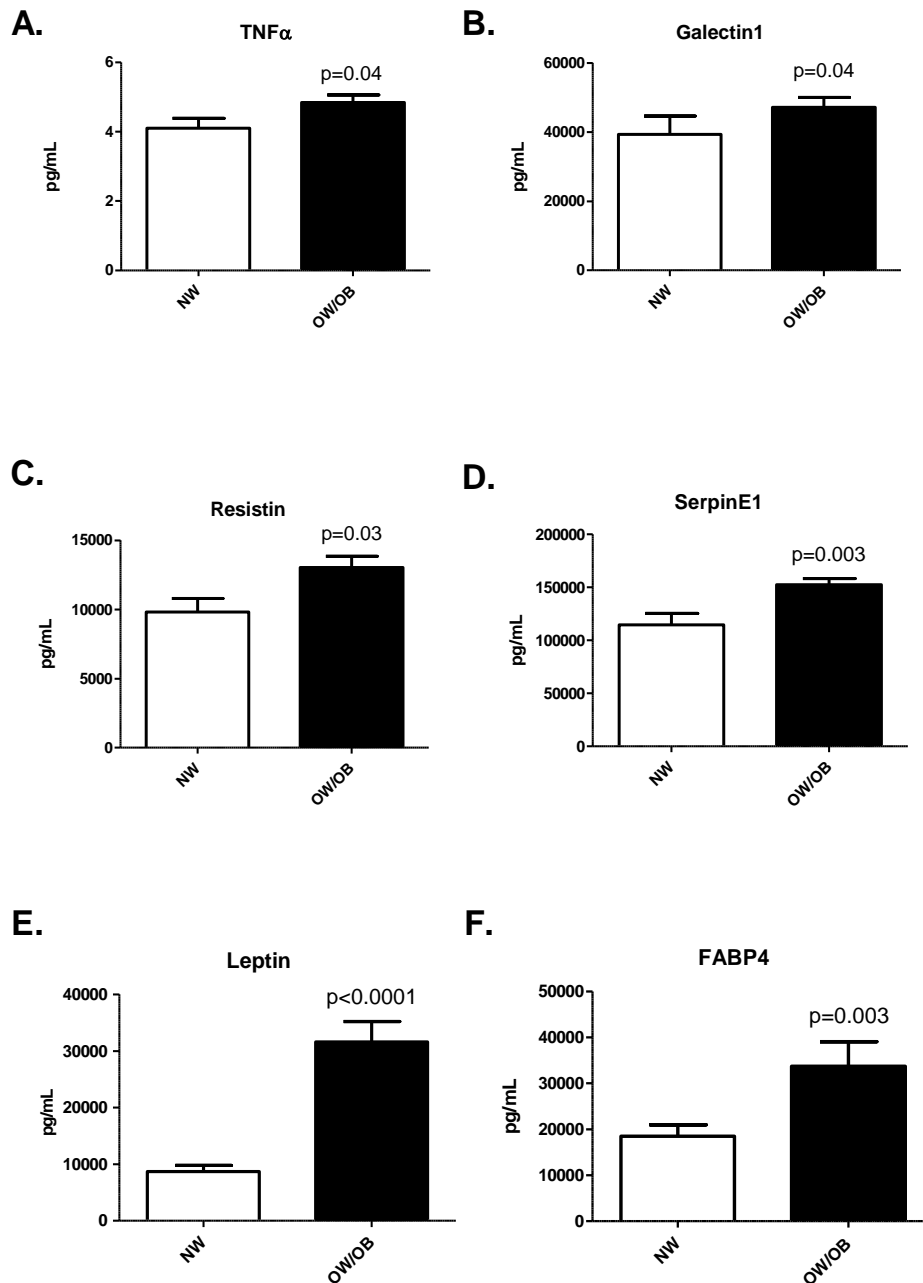 A.
TNFα
p=0.04
6
4
2
0
pg/mL
NW
OW/OB
B.
Galectin1
p=0.04
60000
40000
20000
0
pg/mL
NW
OW/OB
C.
Resistin
p=0.03
15000
10000
5000
0
pg/mL
NW
OW/OB
D.
SerpinE1
p=0.003
200000
150000
100000
50000
0
pg/mL
NW
OW/OB
E.
Leptin
p<0.0001
40000
30000
20000
10000
0
pg/mL
NW
OW/OB
F.
FABP4
p=0.003
50000
40000
30000
20000
10000
0
pg/mL
NW
OW/OB